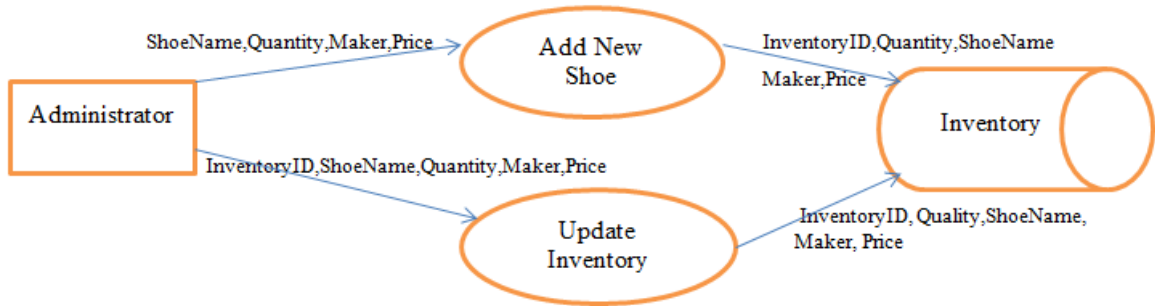 ShoeName,Quantity,Maker,Price
Add New
Shoe
InventoryID,Quantity,ShoeName
Maker,Price
Administrator
Inventory
InventoryID,ShoeName,Quantity,Maker,Price
Update
Inventory
InventoryID, Quality,ShoeName,
Maker, Price